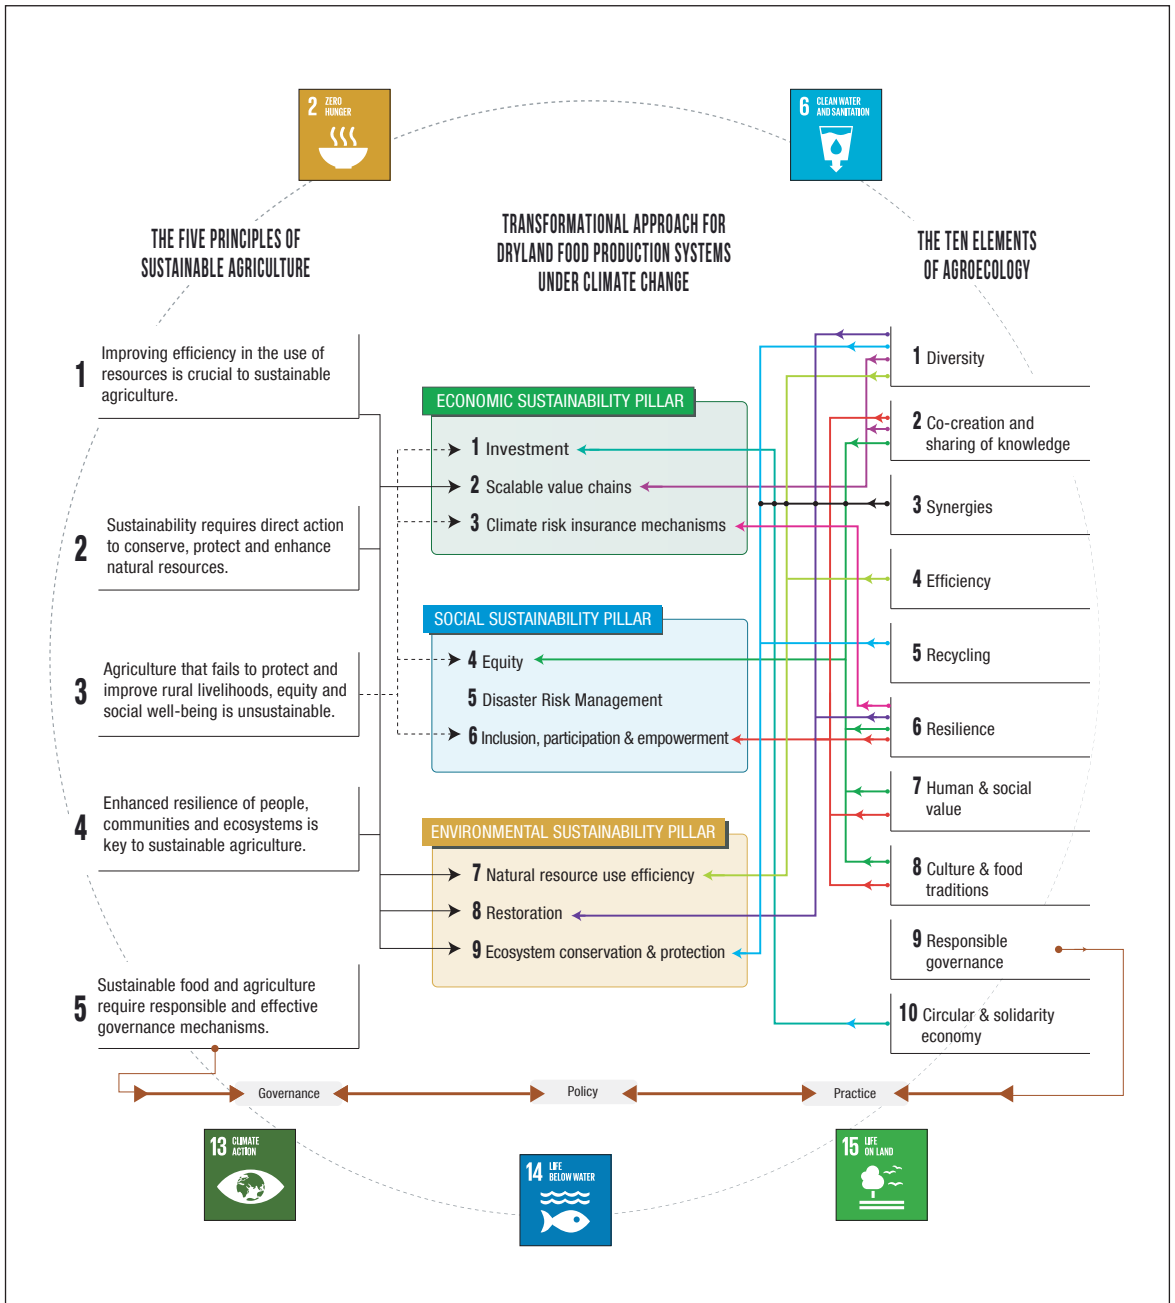 2 ZERO
HUNGER
6 CLEAN WATER
AND SANITATION
THE FIVE PRINCIPLES OF
SUSTAINABLE AGRICULTURE
TRANSFORMATIONAL APPROACH FOR
DRYLAND FOOD PRODUCTION SYSTEMS
UNDER CLIMATE CHANGE
THE TEN ELEMENTS
OF AGROECOLOGY
1 Improving efficiency in the use of
resources is crucial to sustainable
agriculture.
2 Sustainability requires direct action
to conserve, protect and enhance
natural resources.
3 Agriculture that fails to protect and
improve rural livelihoods, equity and
social well-being is unsustainable.
4 Enhanced resilience of people,
communities and ecosystems is
key to sustainable agriculture.
5 Sustainable food and agriculture
require responsible and effective
governance mechanisms.
ECONOMIC SUSTAINABILITY PILLAR
1 Investment
2 Scalable value chains
3 Climate risk insurance mechanisms
SOCIAL SUSTAINABILITY PILLAR
4 Equity
5 Disaster Risk Management
6 Inclusion, participation & empowerment
ENVIRONMENTAL SUSTAINABILITY PILLAR
7 Natural resource use efficiency
8 Restoration
9 Ecosystem conservation & protection
1 Diversity
2 Co-creation and
sharing of knowledge
3 Synergies
4 Efficiency
5 Recycling
6 Resilience
7 Human & social
value
8 Culture & food
traditions
9 Responsible
governance
10 Circular & solidarity
economy
Governance
Policy
Practice
13 CLIMATE
ACTION
14 LIFE
BELOW WATER
15 LIFE
ON LAND